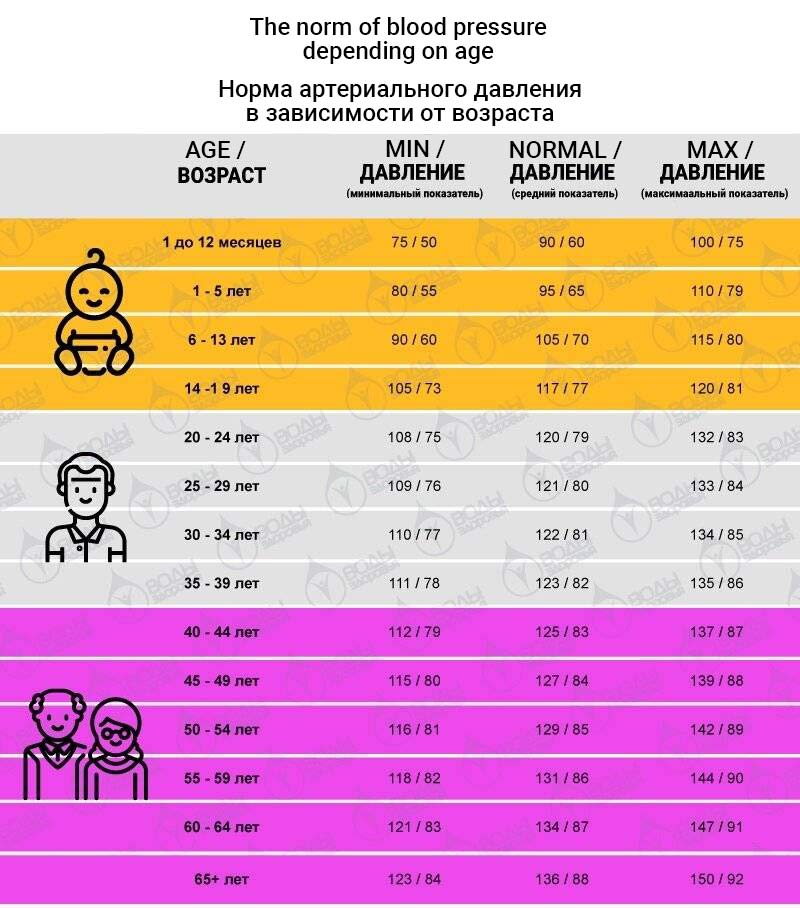 The norm of blood pressure
depending on age
Норма артериального давления
в зависимости от возраста
AGE / MIN / NORMAL / MAX /
ВОЗРАСТ ДАВЛЕНИЕ ДАВЛЕНИЕ ДАВЛЕНИЕ
(минимальный показатель) (средний показатель) (максимаальный показатель)
1 до 12 месяцев 75 / 50 90 / 60 100 / 75
1 - 5 лет 80 / 55 95 / 65 110 / 79
6 - 13 лет 90 / 60 105 / 70 115 / 80
14 -1 9 лет 105 / 73 117 / 77 120 / 81
20 - 24 лет 108 / 75 120 / 79 132 / 83
25 - 29 лет 109 / 76 121 / 80 133 / 84
30 - 34 лет 110 / 77 122 / 81 134 / 85
35 - 39 лет 111 / 78 123 / 82 135 / 86
40 - 44 лет 112 / 79 125 / 83 137 / 87
45 - 49 лет 115 / 80 127 / 84 139 / 88
50 - 54 лет 116 / 81 129 / 85 142 / 89
55 - 59 лет 118 / 82 131 / 86 144 / 90
60 - 64 лет 121 / 83 134 / 87 147 / 91
65+ лет 123 / 84 136 / 88 150 / 92
ВОДЫ
ЗДОРОВЬЯ